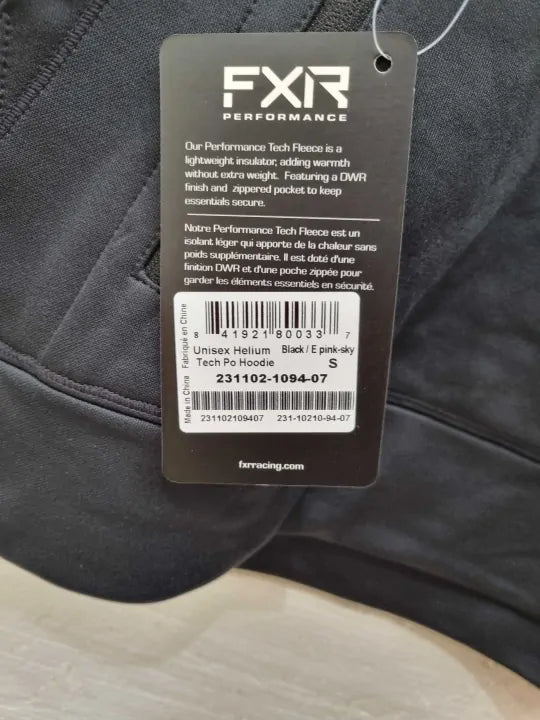 FXR
PERFORMANCE
Our Performance Tech Fleece is a
lightweight insulator, adding warmth
without extra weight. Featuring a DWR
finish and zippered pocket to keep
essentials secure.
Notre Performance Tech Fleece est un
isolant léger qui apporte de la chaleur sans
poids supplémentaire. Il est doté d'une
finition DWR et d'une poche zippée pour
garder les éléments essentiels en sécurité.
Made in China Fabriqué en Chine
8 41921 80033 7
Unisex Helium Black / E pink-sky
Tech Po Hoodie S
231102-1094-07
231102109407 231-10210-94-07
fxrracing.com